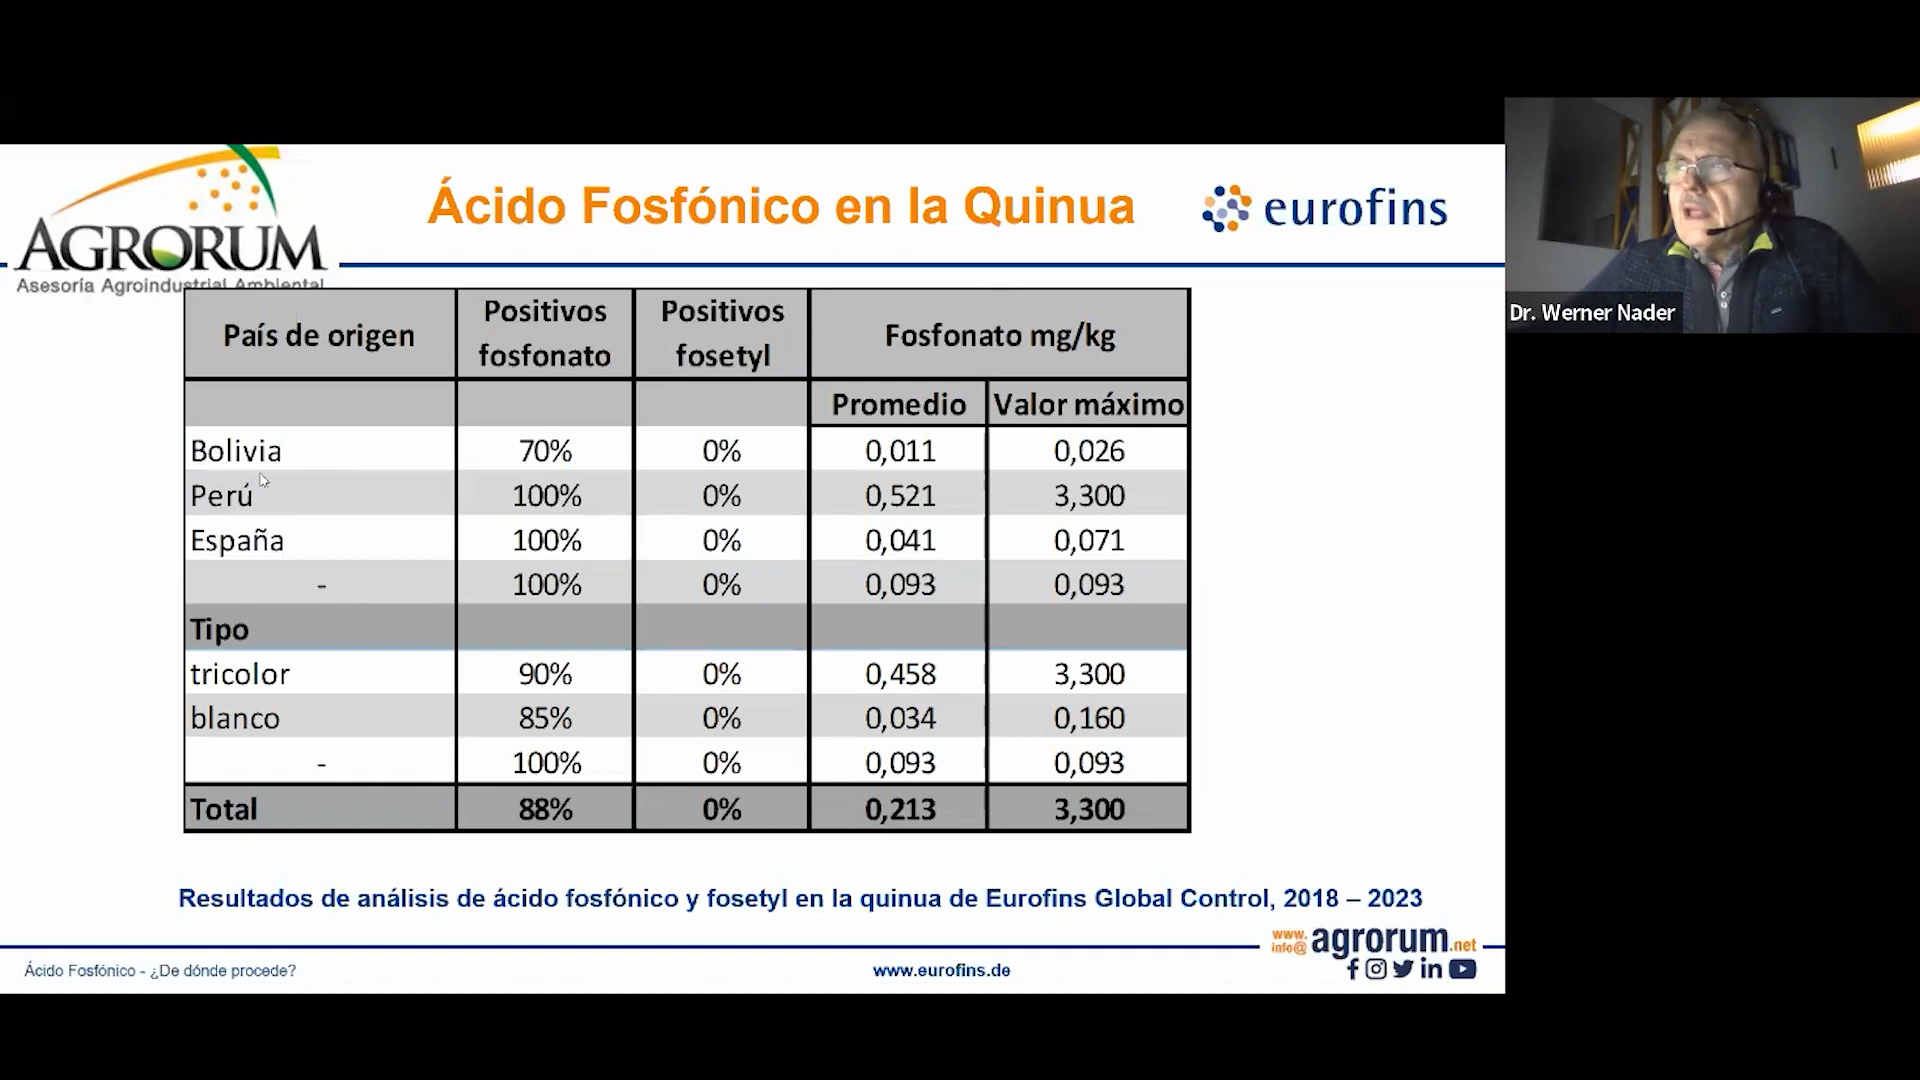 AGRORUM
Asesoría Agroindustrial Ambiental
Ácido Fosfónico en la Quinua
eurofins
Dr. Werner Nader
País de origen Positivos fosfonato Positivos fosetyl Fosfonato mg/kg
Promedio Valor máximo
Bolivia 70% 0% 0,011 0,026
Perú 100% 0% 0,521 3,300
España 100% 0% 0,041 0,071
- 100% 0% 0,093 0,093
Tipo
tricolor 90% 0% 0,458 3,300
blanco 85% 0% 0,034 0,160
- 100% 0% 0,093 0,093
Total 88% 0% 0,213 3,300
Resultados de análisis de ácido fosfónico y fosetyl en la quinua de Eurofins Global Control, 2018 – 2023
www. info@ agrorum.net
Ácido Fosfónico - ¿De dónde procede?
www.eurofins.de